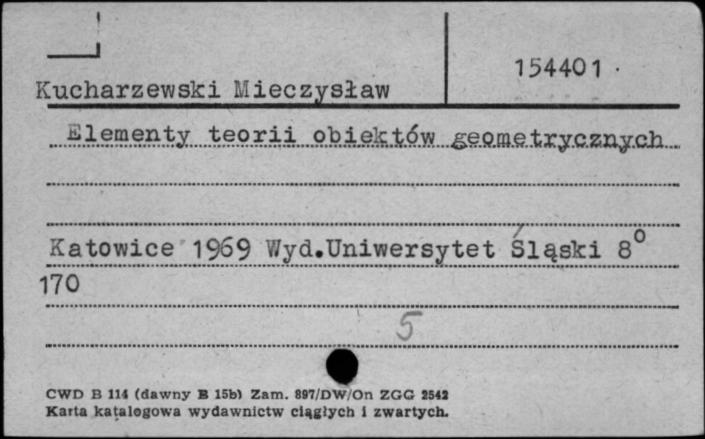 154401
Kucharzewski Mieczysław
Elementy teorii obiektów geometrycznych
Katowice 1969 Wyd.Uniwersytet Śląski 8°
170
5
CWD B 114 (dawny B 15b) Zam. 897/DW/On ZGG 2542
Karta katalogowa wydawnictw ciągłych i zwartych.